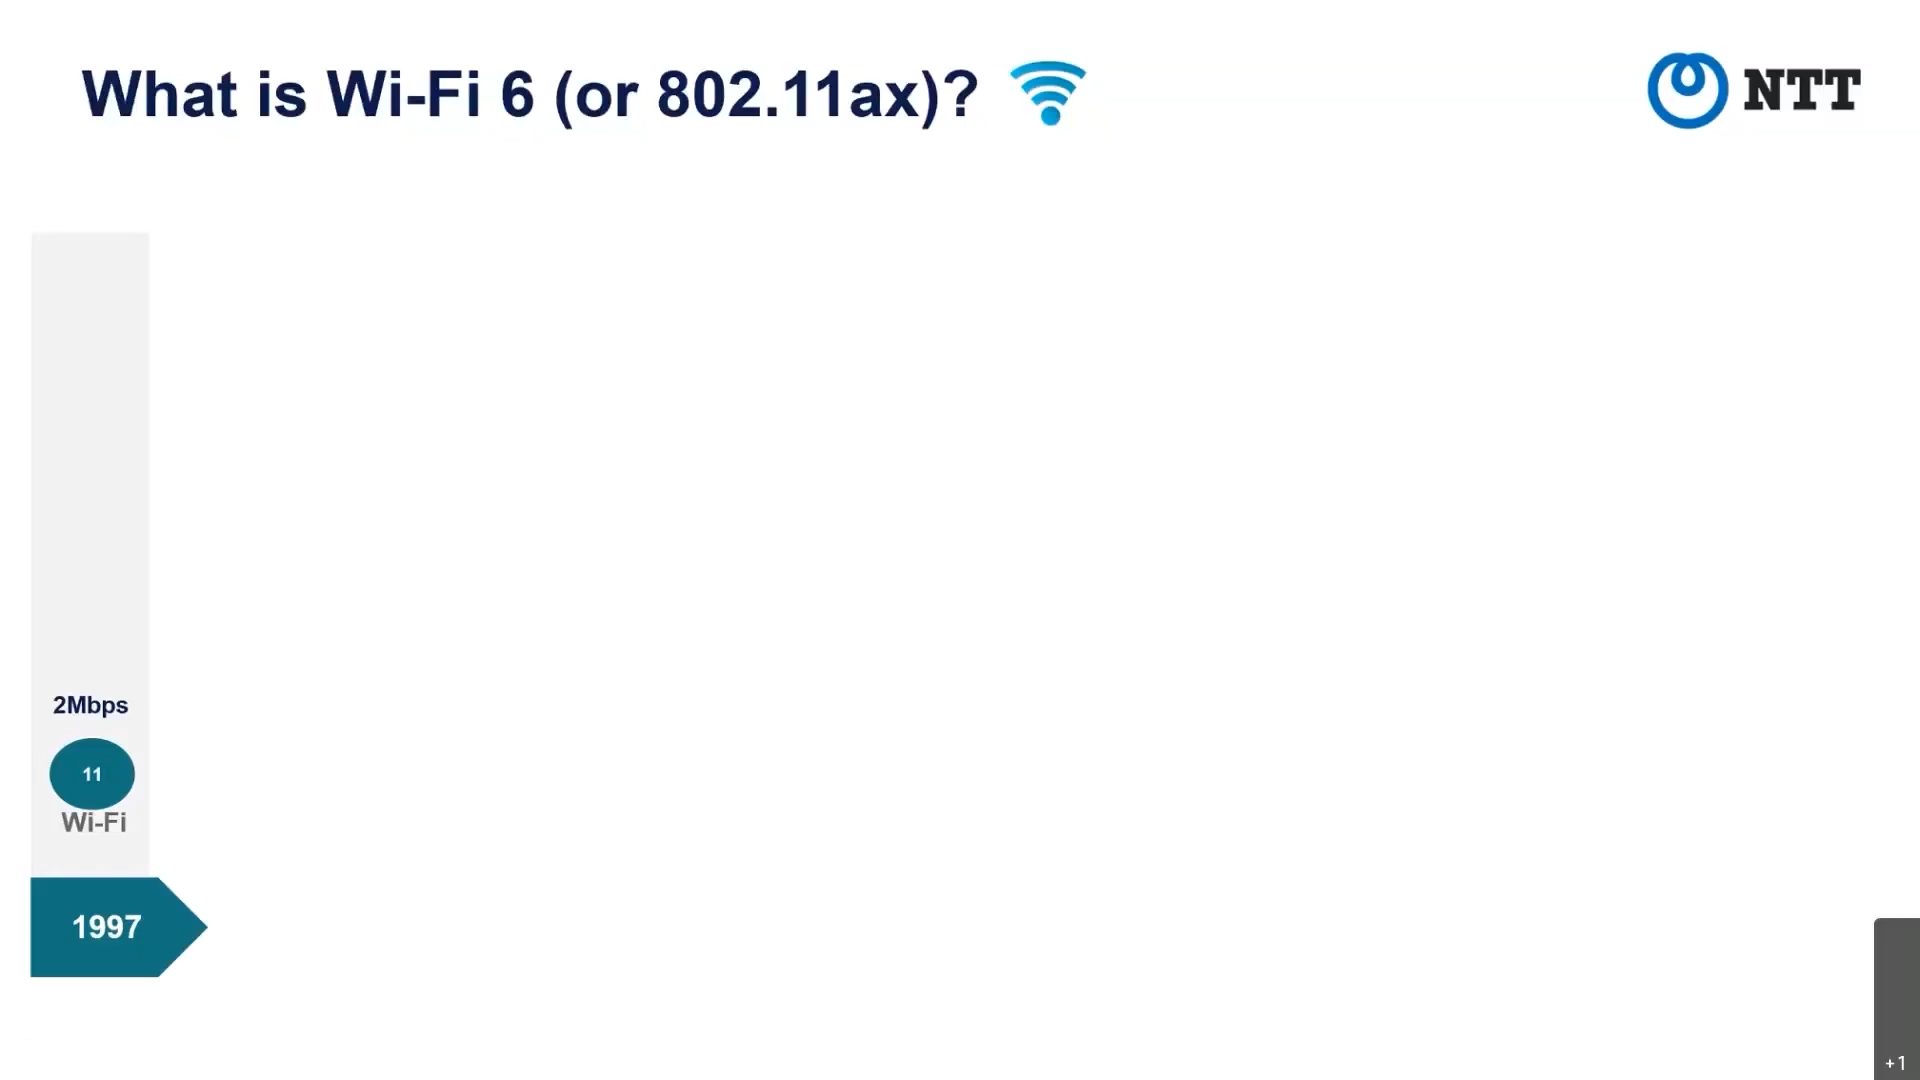 What is Wi-Fi 6 (or 802.11ax)?
NTT
2Mbps
11
Wi-Fi
1997
+1